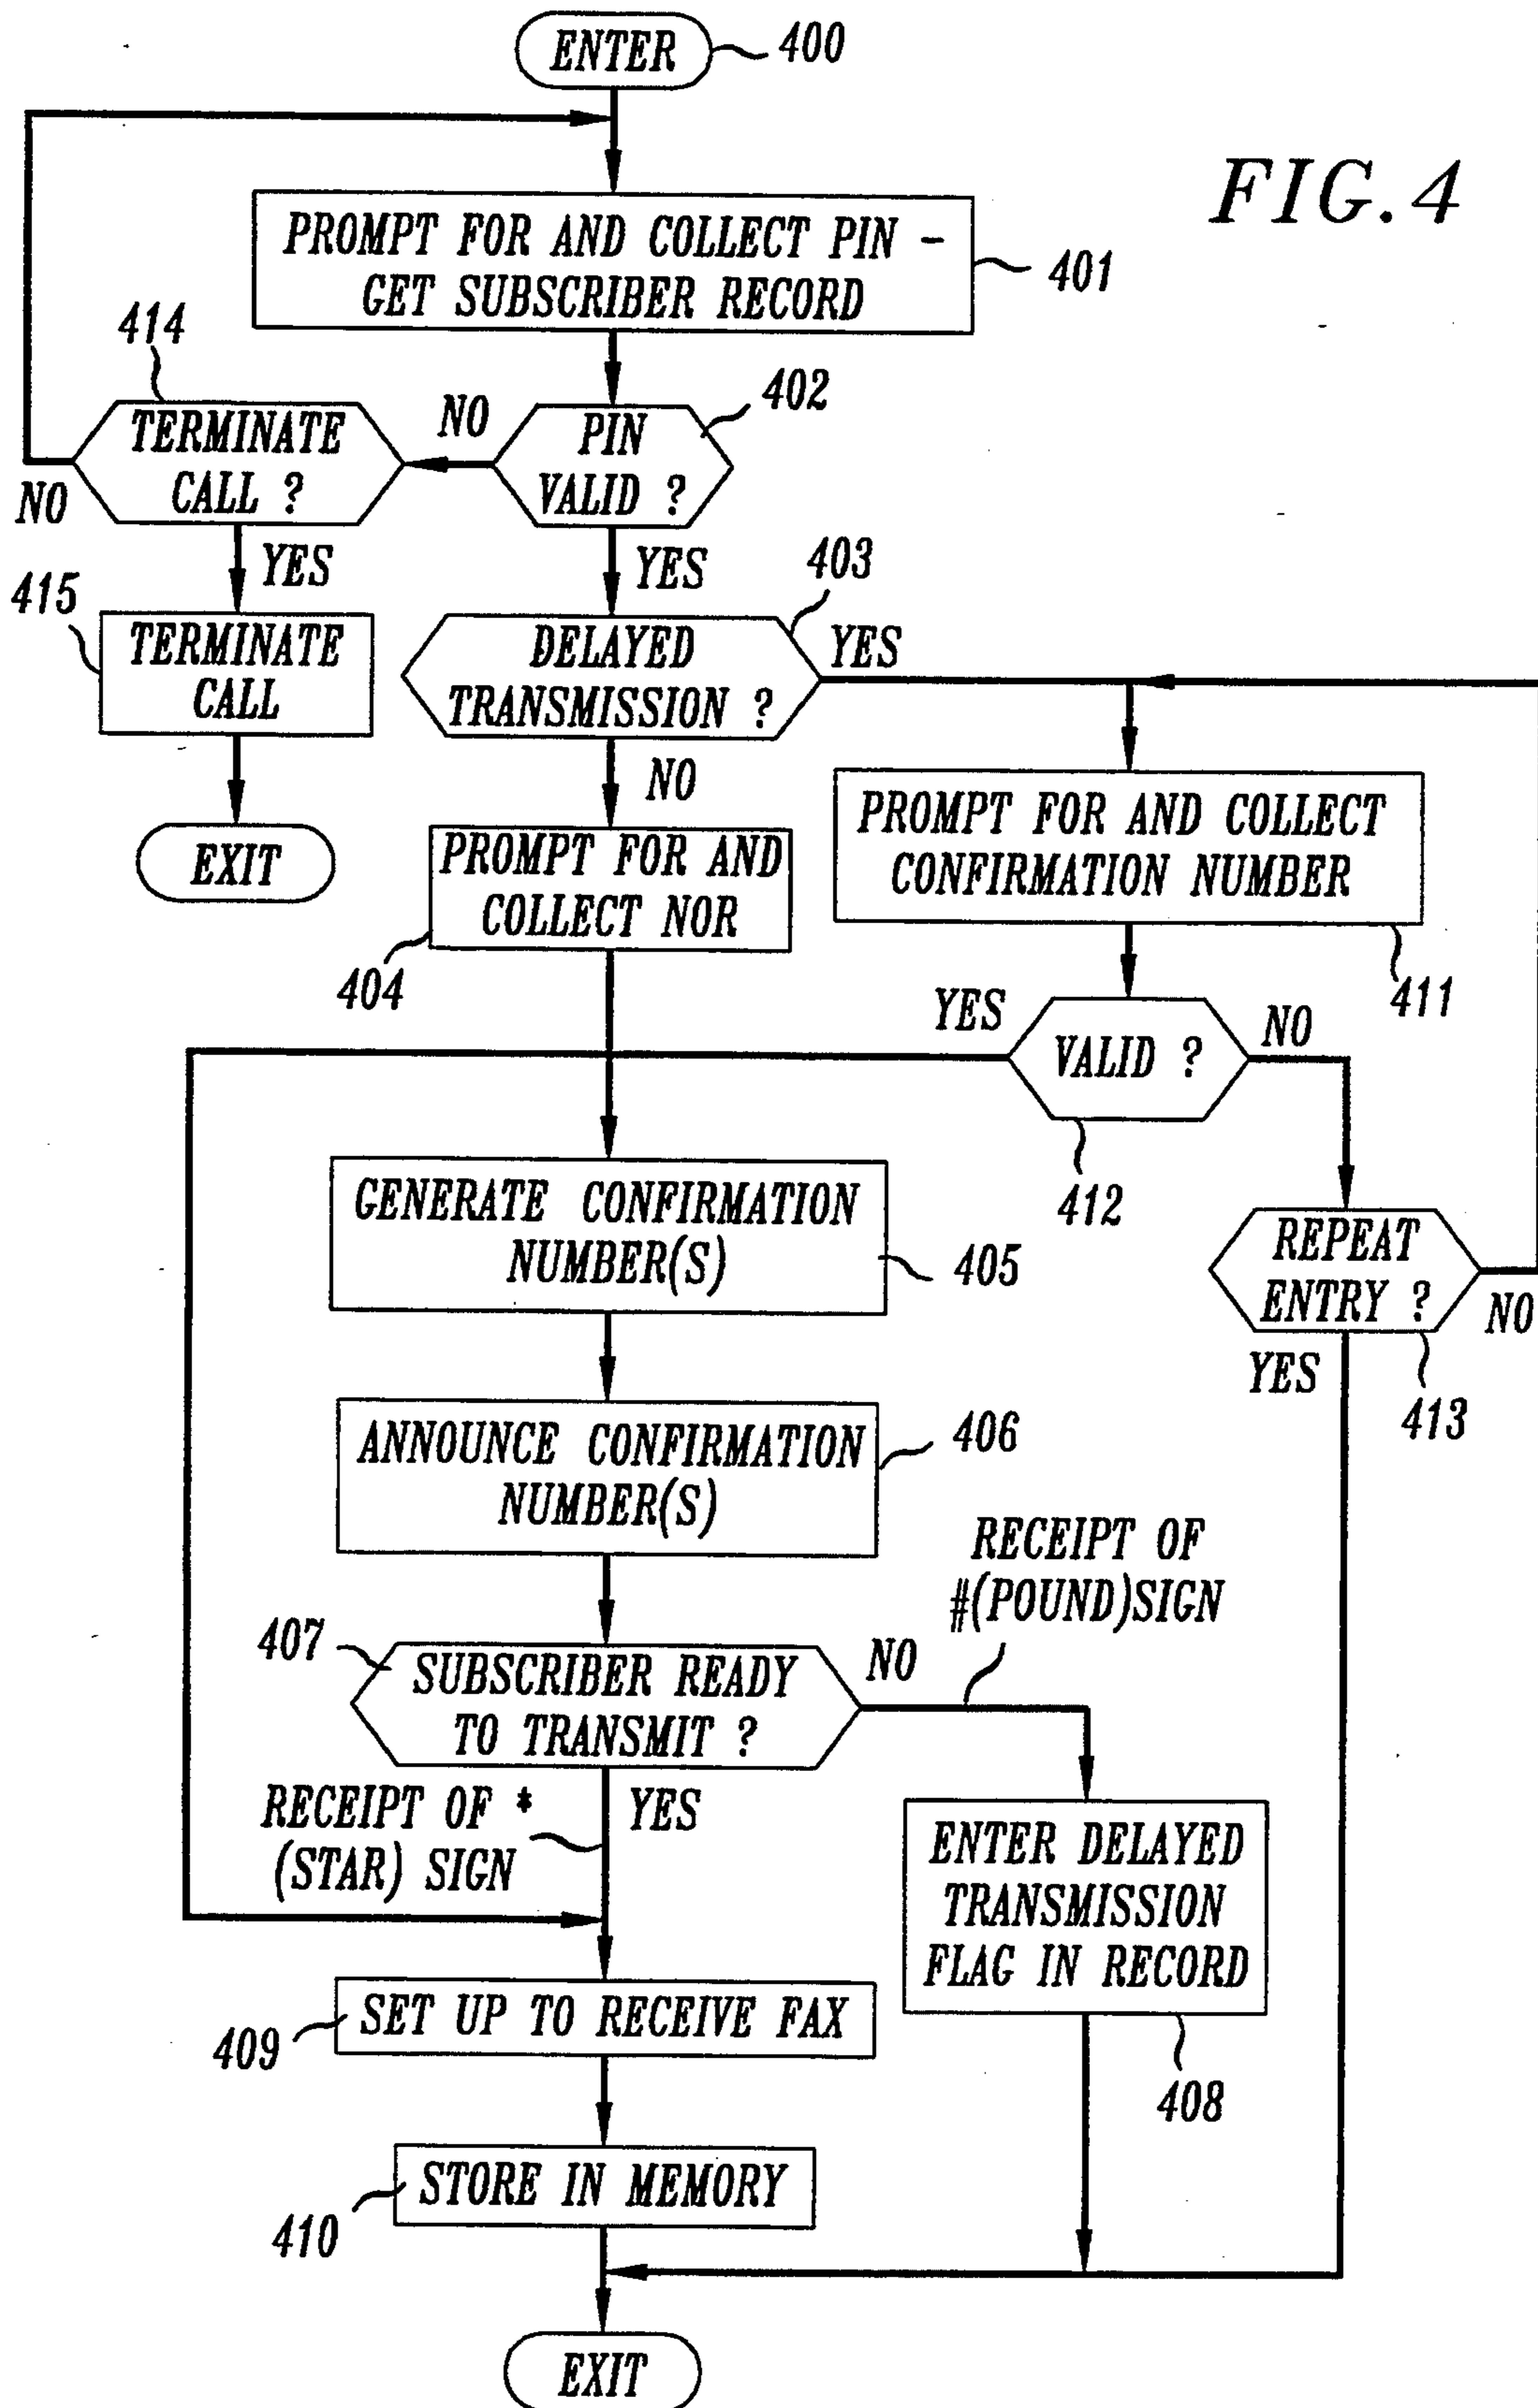 ENTER
400
FIG. 4
PROMPT FOR AND COLLECT PIN -
GET SUBSCRIBER RECORD
401
414
402
TERMINATE
CALL ?
NO
NO
PIN
VALID ?
YES
YES
403
415
TERMINATE
CALL
DELAYED
TRANSMISSION ?
YES
NO
EXIT
PROMPT FOR AND
COLLECT NOR
404
PROMPT FOR AND COLLECT
CONFIRMATION NUMBER
411
YES
VALID ?
NO
412
GENERATE CONFIRMATION
NUMBER(S)
405
REPEAT
ENTRY ?
NO
YES
413
ANNOUNCE CONFIRMATION
NUMBER(S)
406
RECEIPT OF
#(POUND)SIGN
407
SUBSCRIBER READY
TO TRANSMIT ?
NO
RECEIPT OF *
(STAR) SIGN
YES
ENTER DELAYED
TRANSMISSION
FLAG IN RECORD
408
SET UP TO RECEIVE FAX
409
STORE IN MEMORY
410
EXIT